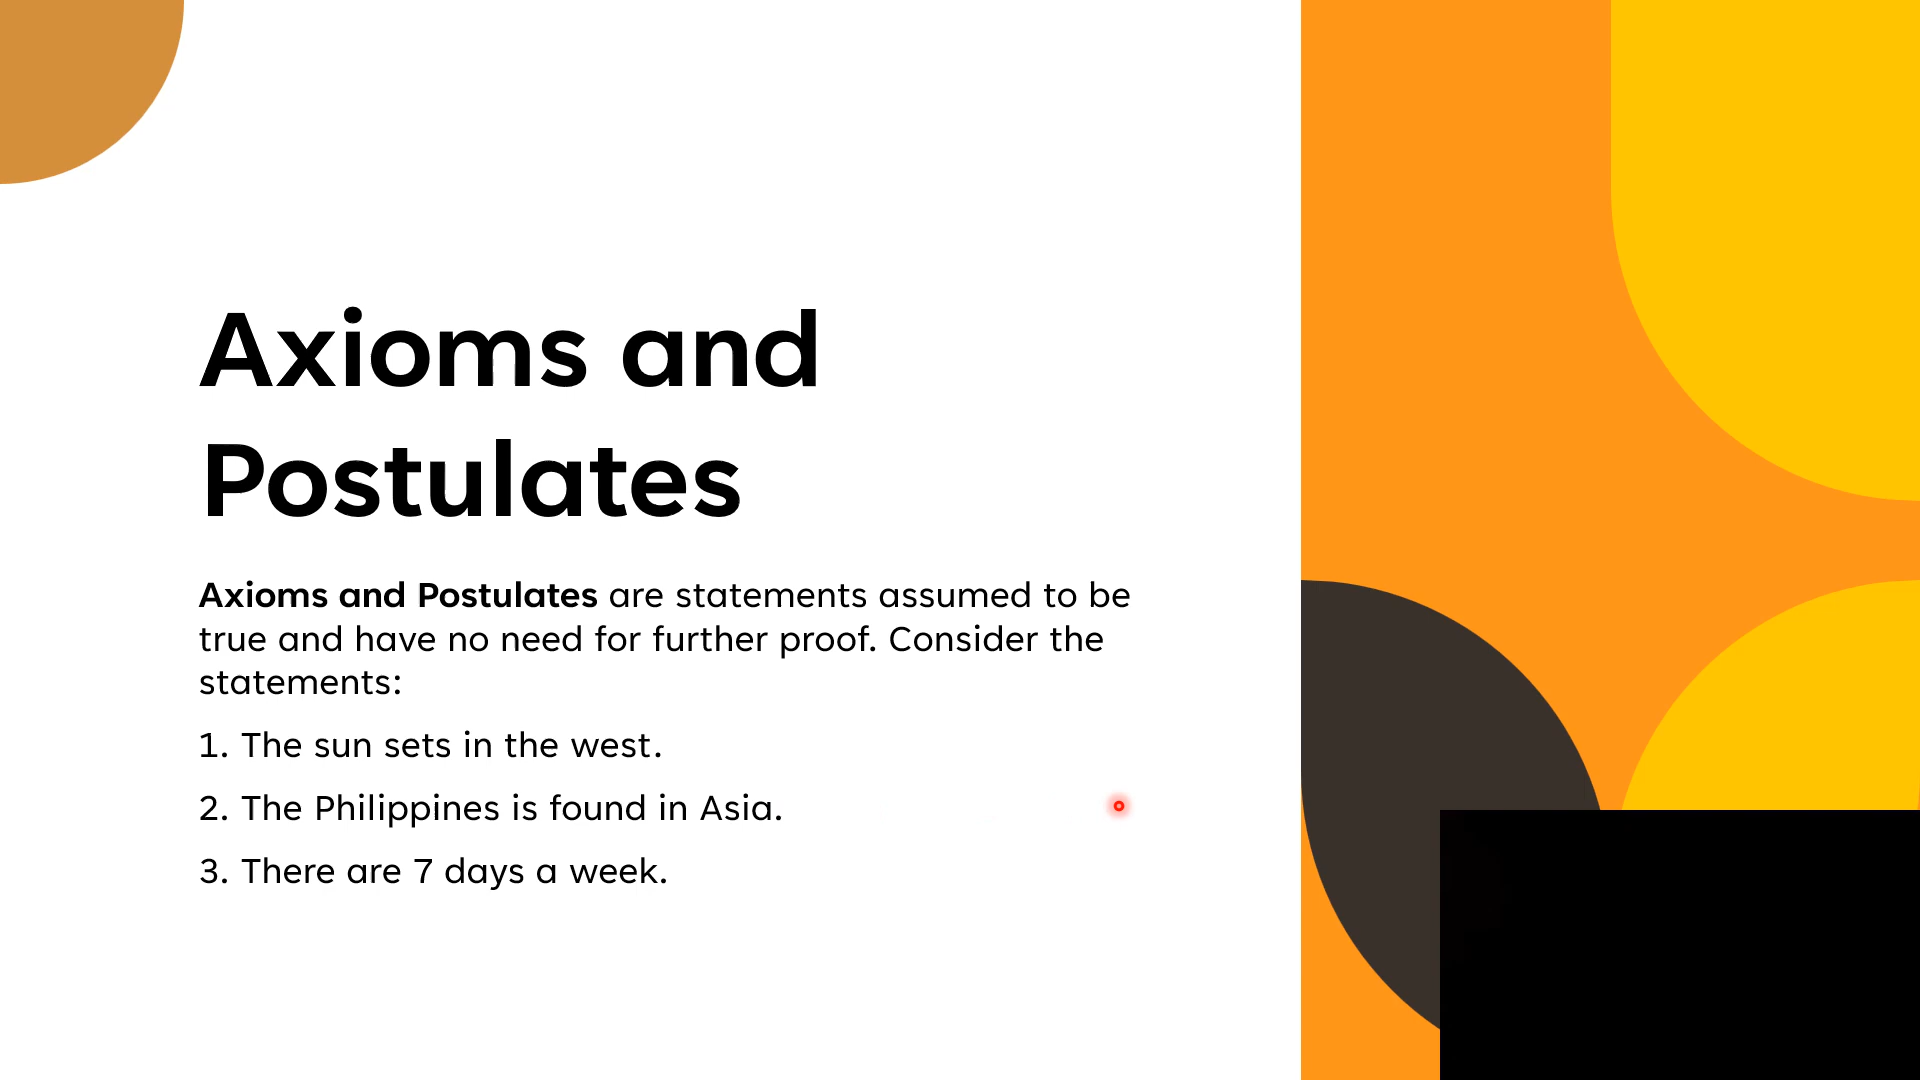 Axioms and
Postulates
Axioms and Postulates are statements assumed to be
true and have no need for further proof. Consider the
statements:
1. The sun sets in the west.
2. The Philippines is found in Asia.
3. There are 7 days a week.